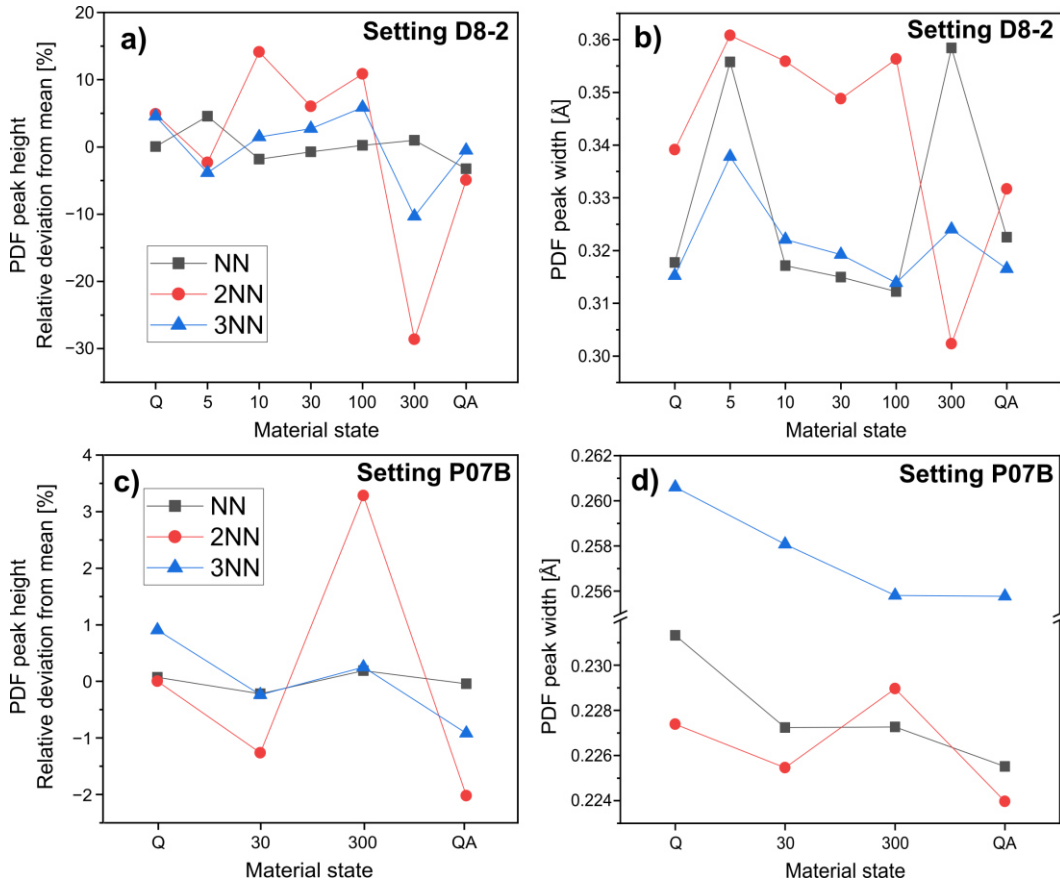 a)
Setting D8-2
PDF peak height
Relative deviation from mean [%]
20
10
0
−10
−20
−30
NN
2NN
3NN
Q 5 10 30 100 300 QA
Material state
b)
Setting D8-2
PDF peak width [Å]
0.36
0.35
0.34
0.33
0.32
0.31
0.30
Q 5 10 30 100 300 QA
Material state
c)
Setting P07B
PDF peak height
Relative deviation from mean [%]
4
3
2
1
0
−1
−2
NN
2NN
3NN
Q 30 300 QA
Material state
d)
Setting P07B
PDF peak width [Å]
0.262
0.260
0.258
0.256
0.230
0.228
0.226
0.224
Q 30 300 QA
Material state